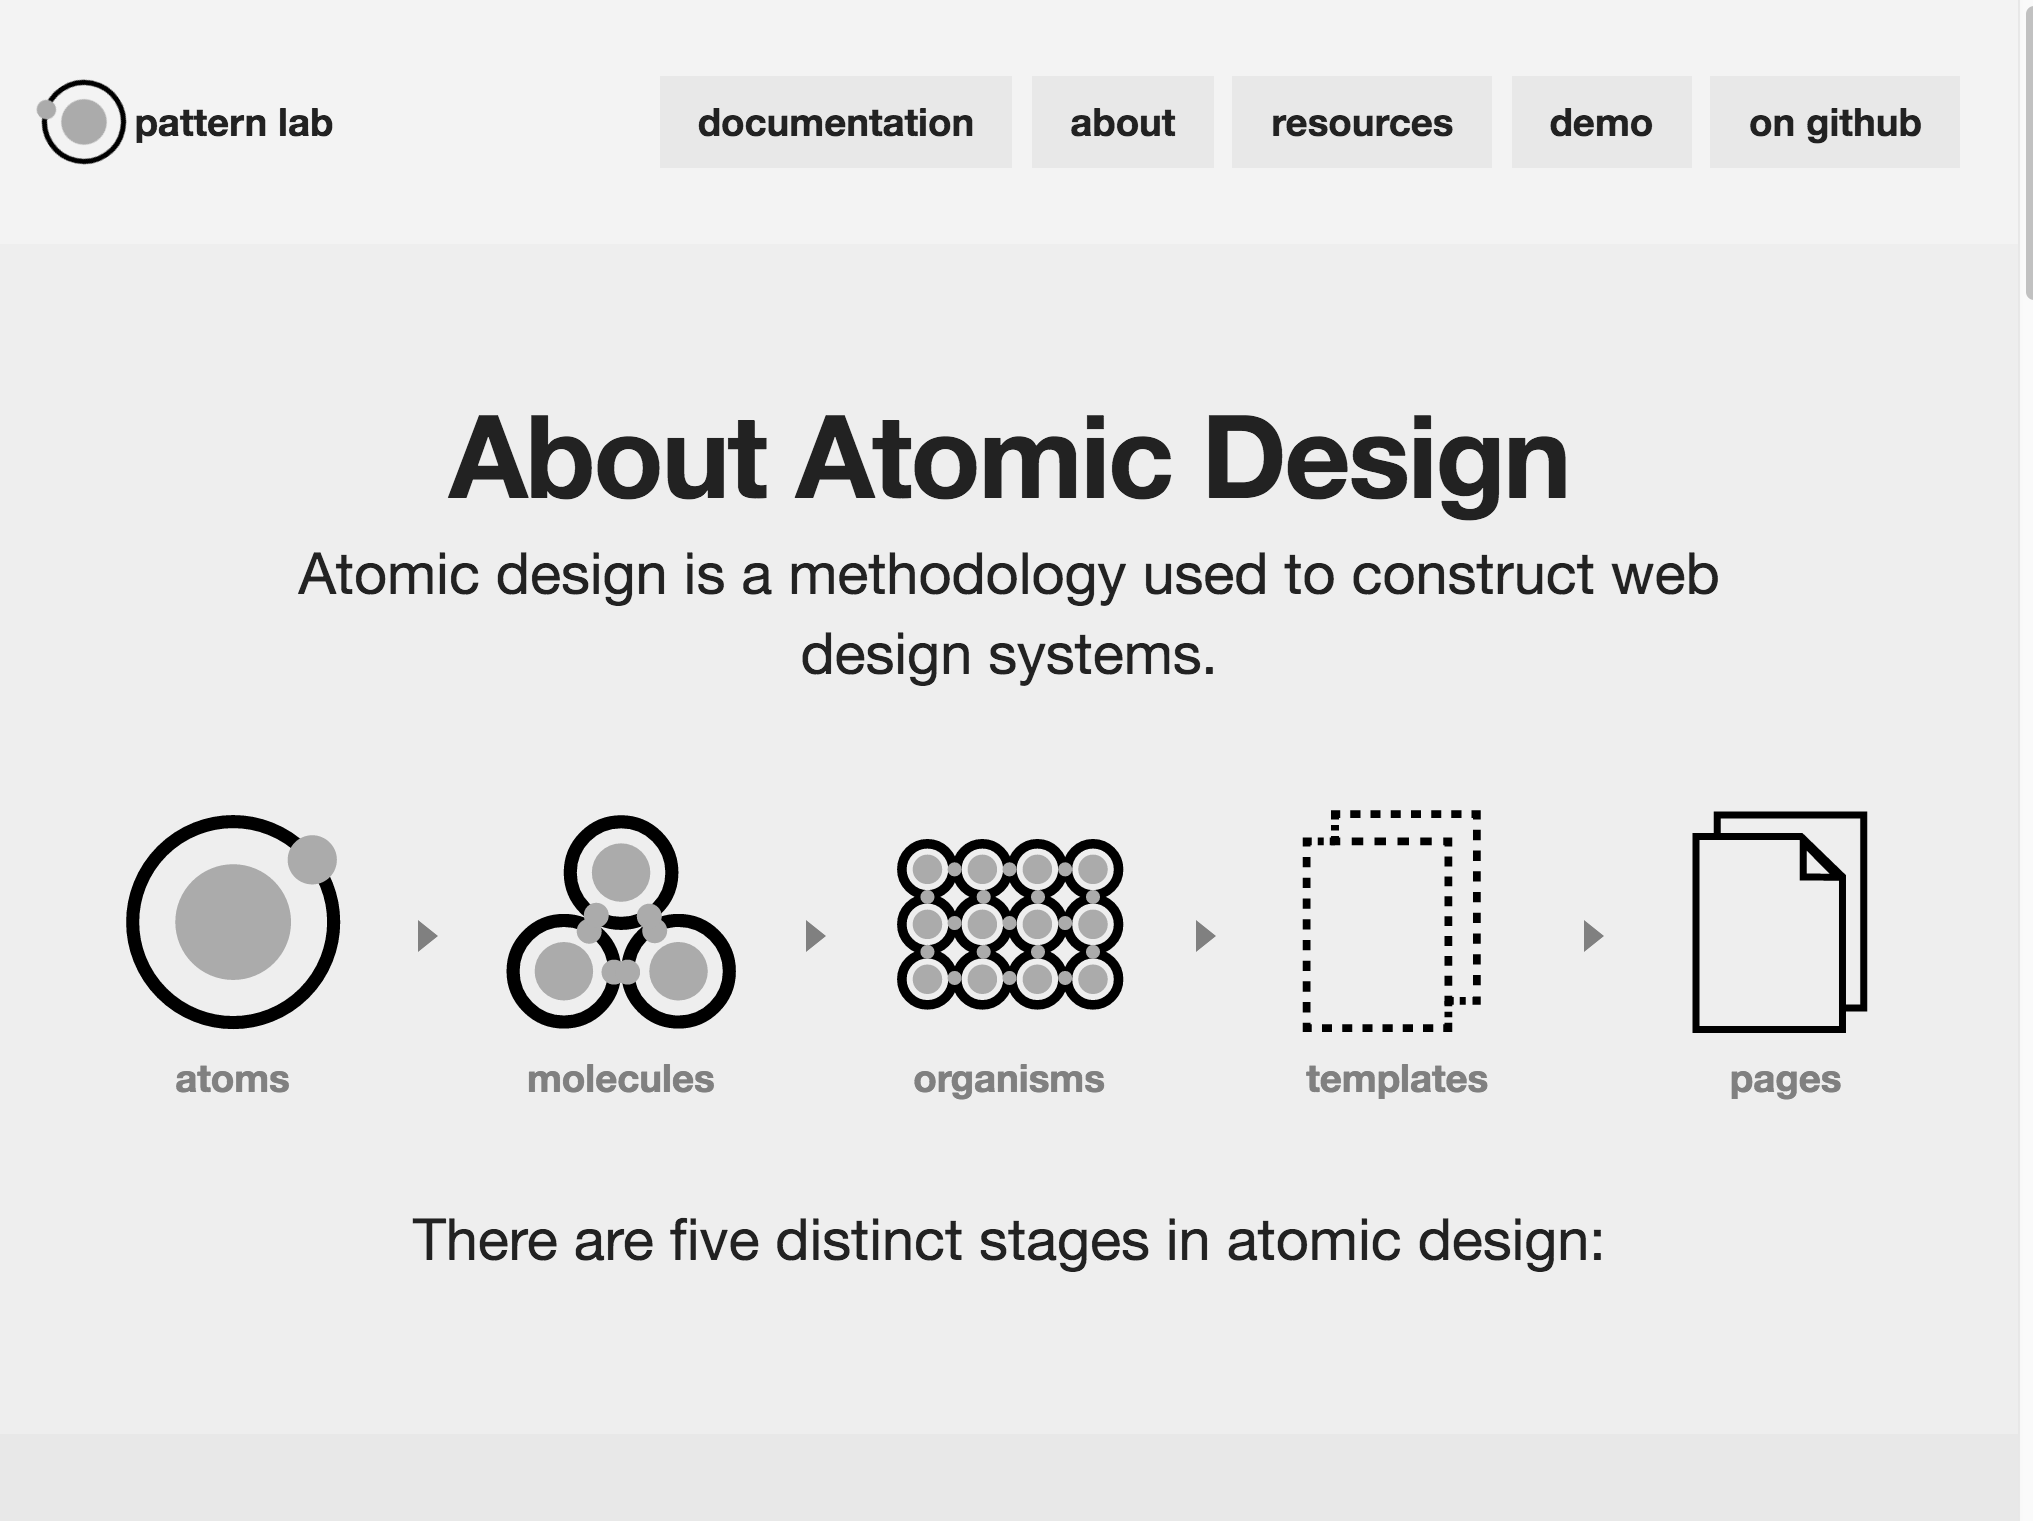 pattern lab
documentation
about
resources
demo
on github
About Atomic Design
Atomic design is a methodology used to construct web
design systems.
atoms
molecules
organisms
templates
pages
There are five distinct stages in atomic design: